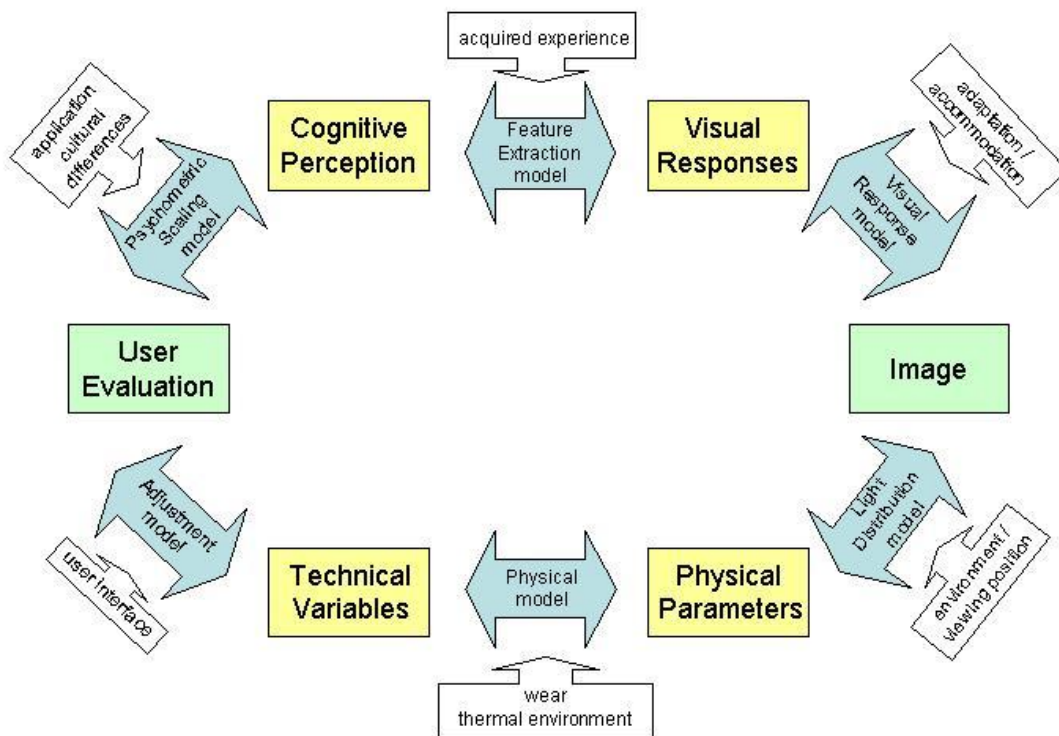 acquired experience
application
cultural
differences
Cognitive
Perception
Feature
Extraction
model
Visual
Responses
adaptation /
accommodation
Psychometric
Scaling
model
Visual
Response
model
User
Evaluation
Image
Adjustment
model
user interface
Technical
Variables
Physical
model
Physical
Parameters
Light
Distribution
model
environment /
viewing position
wear
thermal environment